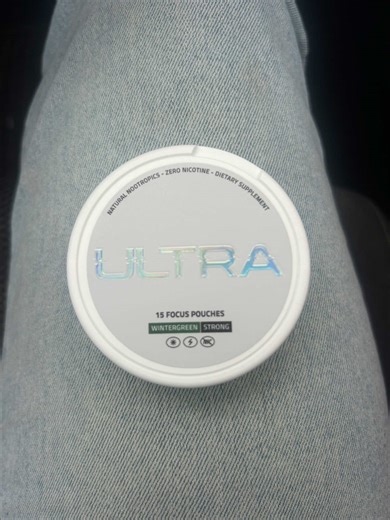 NATURAL NOOTROPICS • ZERO NICOTINE • DIETARY SUPPLEMENT
ULTRA
15 FOCUS POUCHES
WINTERGREEN STRONG